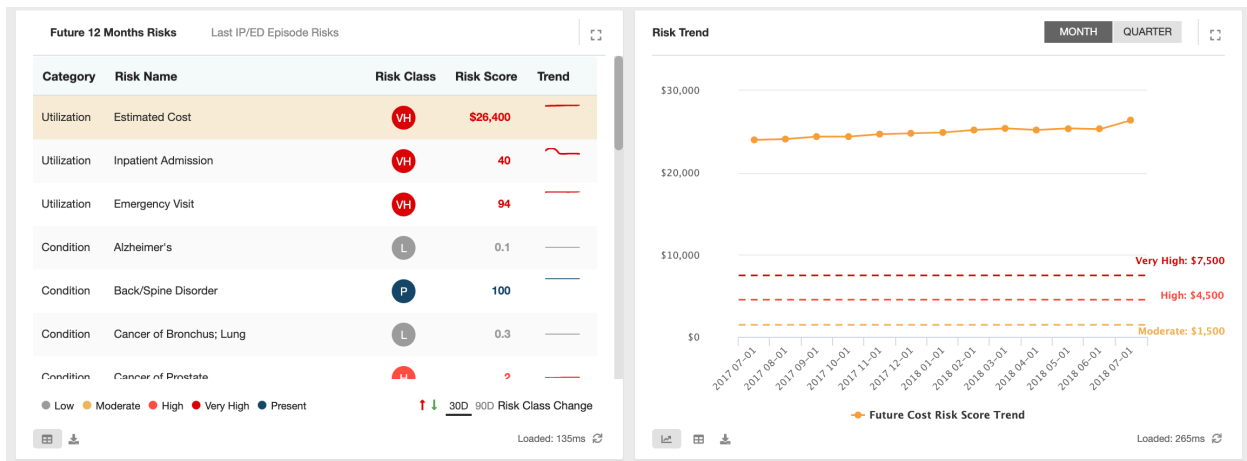 Future 12 Months Risks Last IP/ED Episode Risks
Category Risk Name Risk Class Risk Score Trend
Utilization Estimated Cost VH $26,400
Utilization Inpatient Admission VH 40
Utilization Emergency Visit VH 94
Condition Alzheimer's L 0.1
Condition Back/Spine Disorder P 100
Condition Cancer of Bronchus; Lung L 0.3
Condition Cancer of Prostate H 2
Low Moderate High Very High Present
30D 90D Risk Class Change
Loaded: 135ms
Risk Trend MONTH QUARTER
$30,000
$20,000
$10,000
$0
Very High: $7,500
High: $4,500
Moderate: $1,500
2017 07-01 2017 08-01 2017 09-01 2017 10-01 2017 11-01 2017 12-01 2018 01-01 2018 02-01 2018 03-01 2018 04-01 2018 05-01 2018 06-01 2018 07-01
Future Cost Risk Score Trend
Loaded: 265ms